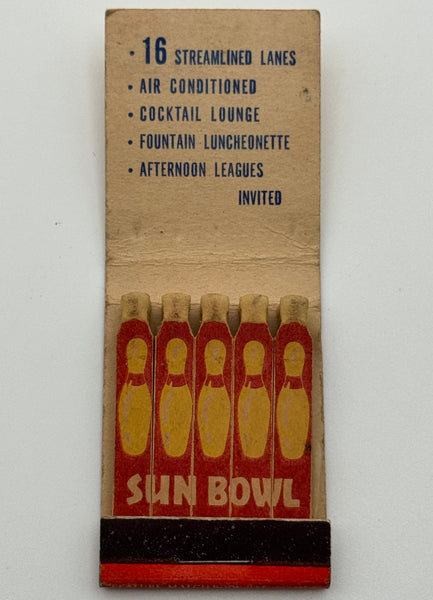 • 16 STREAMLINED LANES
• AIR CONDITIONED
• COCKTAIL LOUNGE
• FOUNTAIN LUNCHEONETTE
• AFTERNOON LEAGUES
INVITED
SUN BOWL